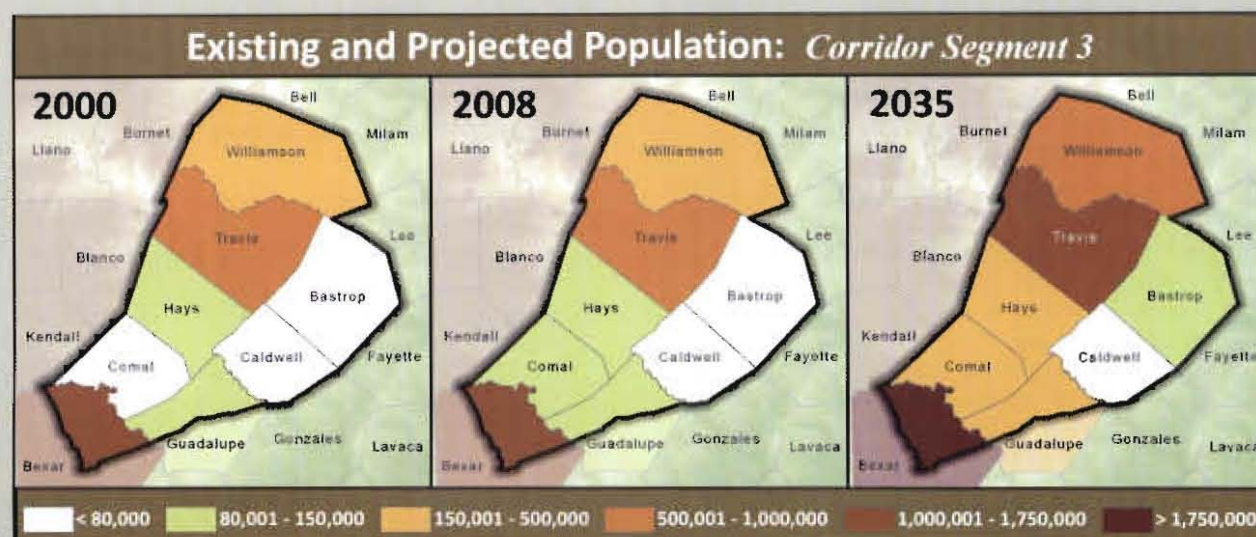 Existing and Projected Population: Corridor Segment 3
2000
Bell
Burnet
Milam
Llano
Williamson
Travis
Lee
Blanco
Bastrop
Hays
Kendall
Comal
Caldwell
Fayette
Guadalupe
Gonzales
Lavaca
Bexar
2008
Bell
Burnet
Milam
Llano
Williamson
Travis
Lee
Blanco
Bastrop
Hays
Kendall
Comal
Caldwell
Fayette
Guadalupe
Gonzales
Lavaca
Bexar
2035
Bell
Burnet
Milam
Llano
Williamson
Travis
Lee
Blanco
Bastrop
Hays
Kendall
Comal
Caldwell
Fayette
Guadalupe
Gonzales
Lavaca
Bexar
< 80,000 80,001 - 150,000 150,001 - 500,000 500,001 - 1,000,000 1,000,001 - 1,750,000 > 1,750,000